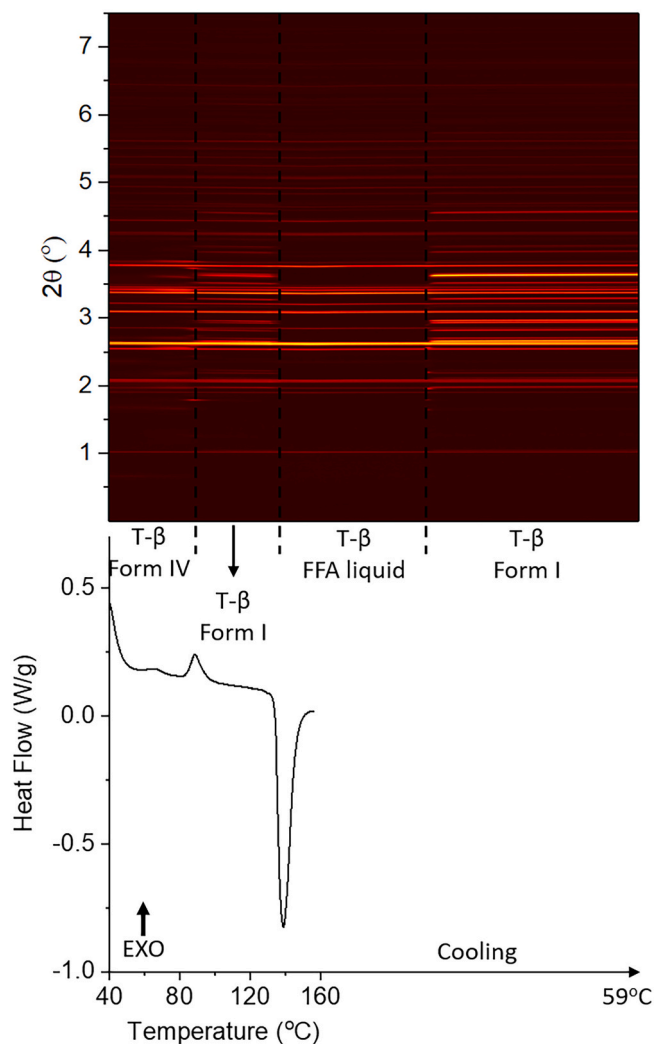 7
6
5
4
3
2
1
2θ (°)
T-β
Form IV
T-β
FFA liquid
T-β
Form I
T-β
Form I
0.5
0.0
-0.5
-1.0
Heat Flow (W/g)
EXO
Cooling
40 80 120 160
59°C
Temperature (°C)